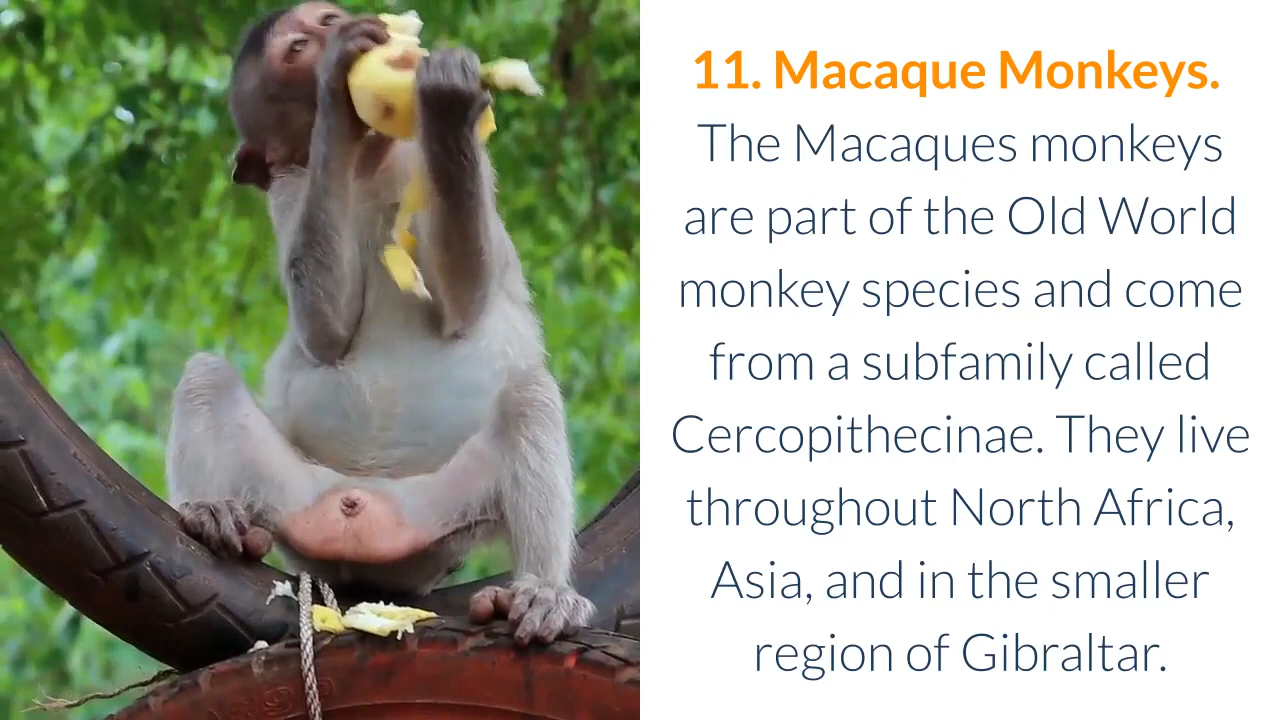 11. Macaque Monkeys.
The Macaques monkeys
are part of the Old World
monkey species and come
from a subfamily called
Cercopithecinae. They live
throughout North Africa,
Asia, and in the smaller
region of Gibraltar.